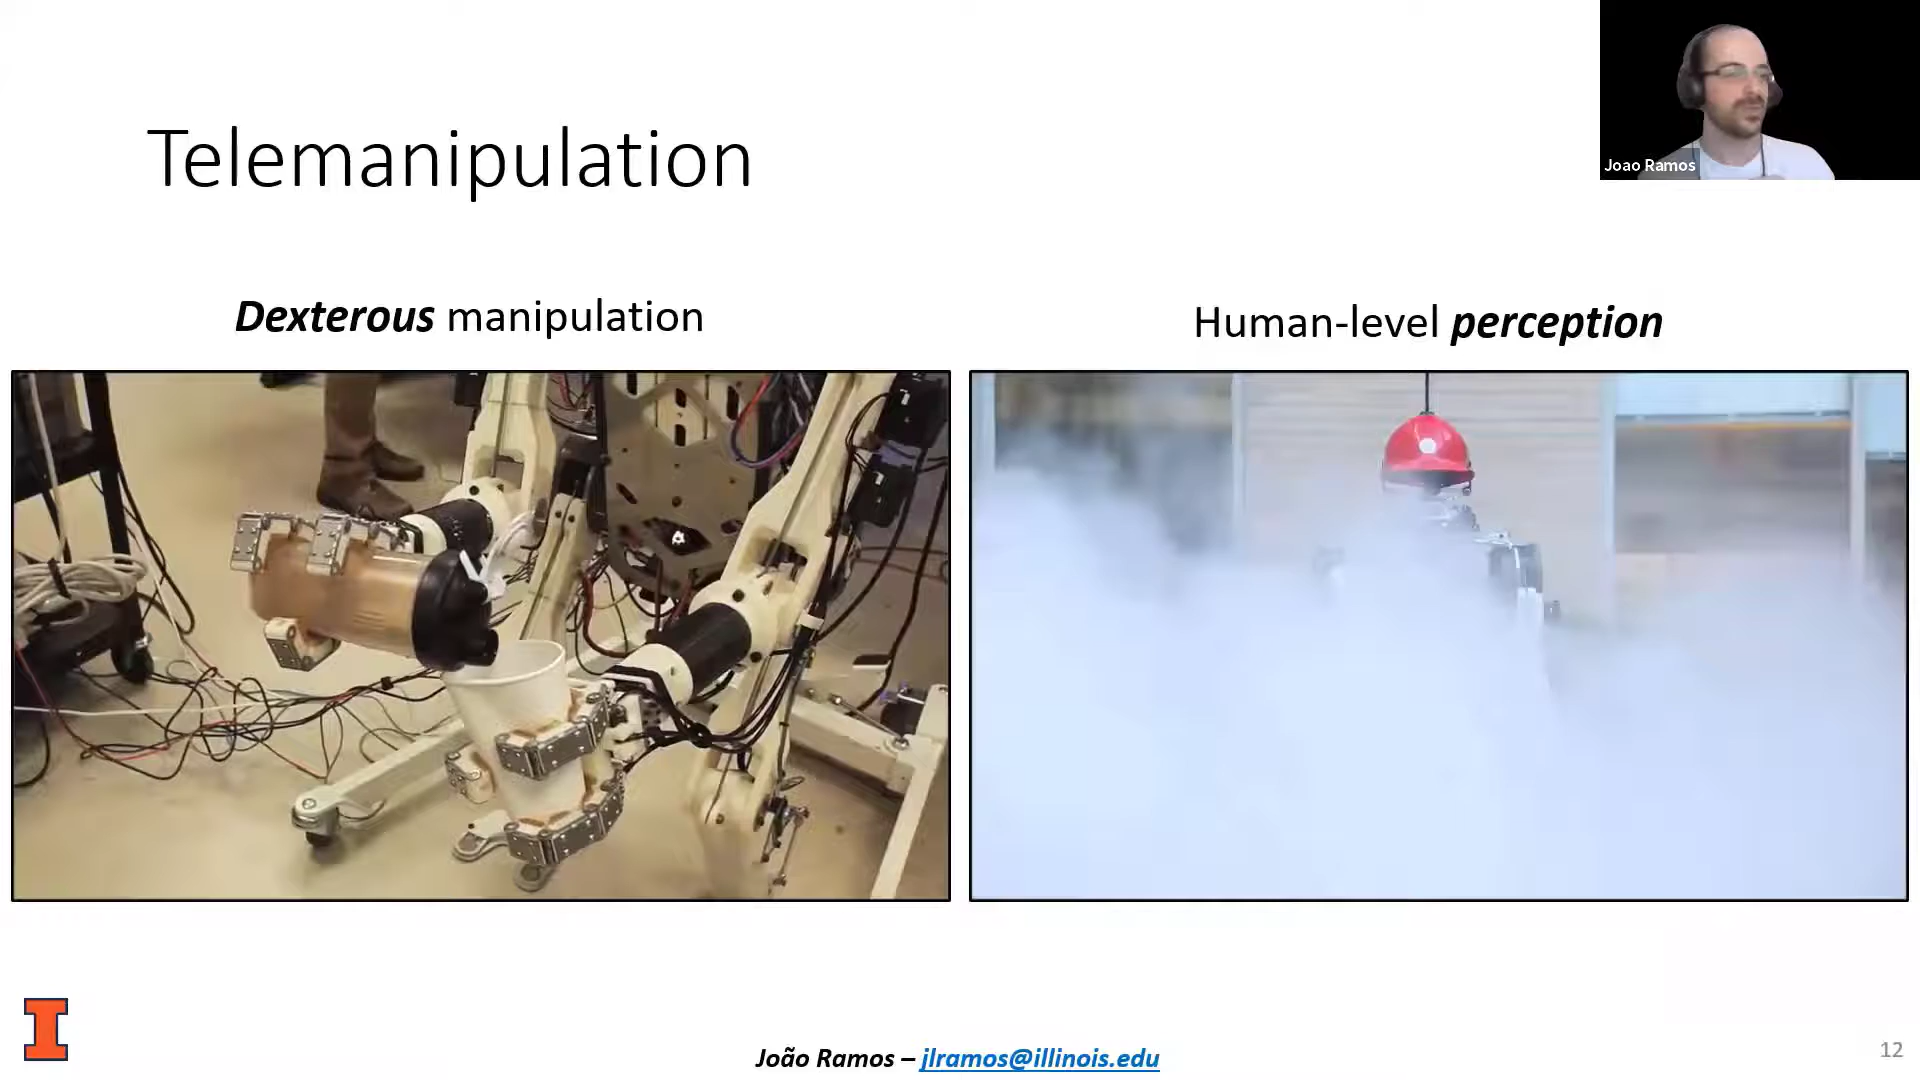 Telemanipulation
Joao Ramos
Dexterous manipulation
Human-level perception
João Ramos – jlramos@illinois.edu
12